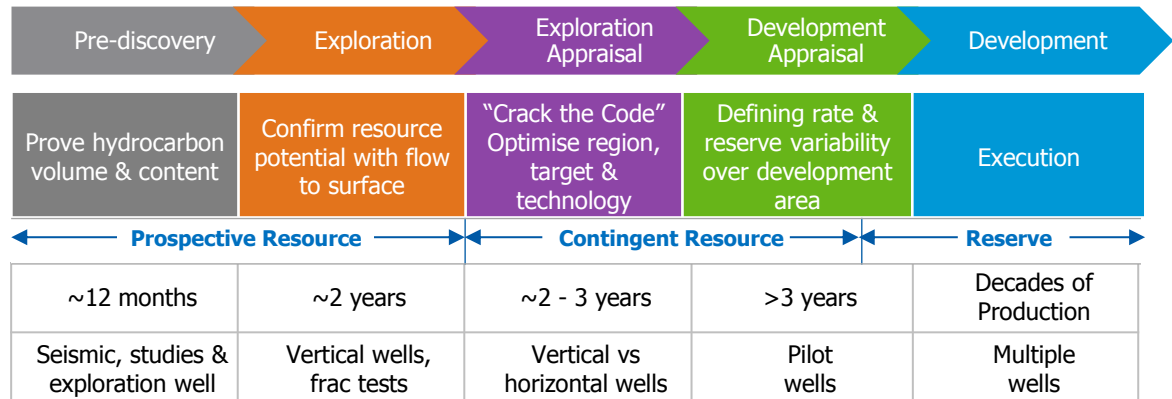 Pre-discovery
Exploration
Exploration
Appraisal
Development
Appraisal
Development
Prove hydrocarbon
volume & content
Confirm resource
potential with flow
to surface
“Crack the Code”
Optimise region,
target &
technology
Defining rate &
reserve variability
over development
area
Execution
Prospective Resource
Contingent Resource
Reserve
~12 months
~2 years
~2 - 3 years
>3 years
Decades of
Production
Seismic, studies &
exploration well
Vertical wells,
frac tests
Vertical vs
horizontal wells
Pilot
wells
Multiple
wells